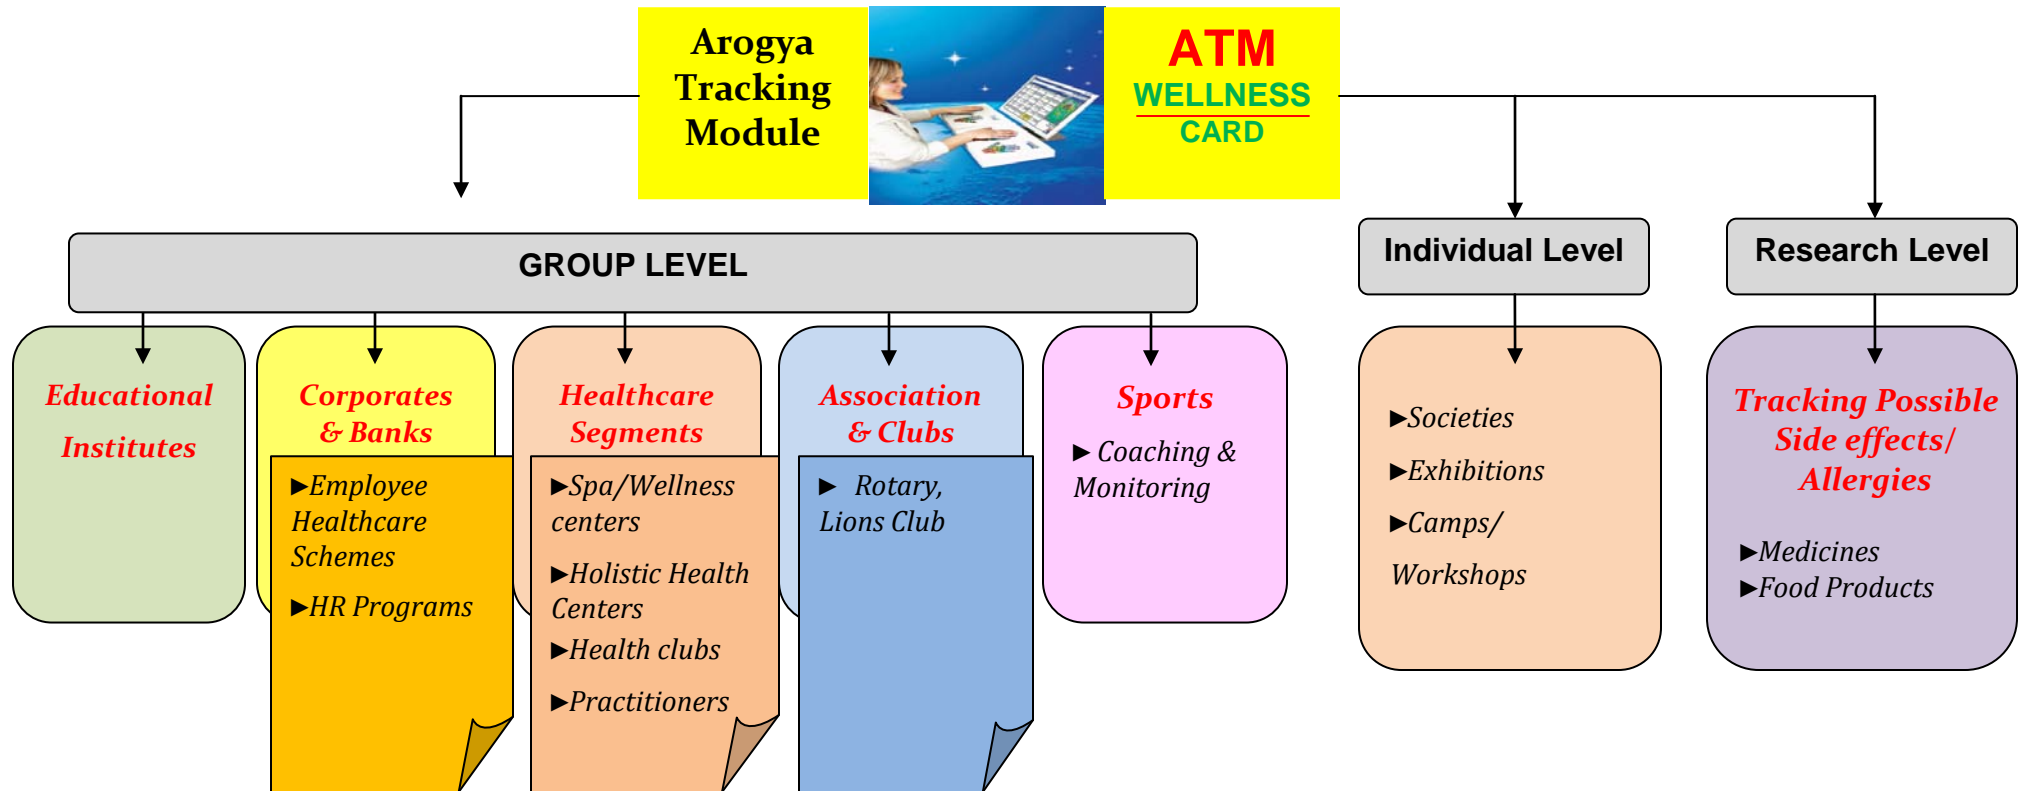 Arogya
Tracking
Module
ATM
WELLNESS
CARD
GROUP LEVEL
Individual Level
Research Level
Educational
Institutes
Corporates
& Banks
►Employee
Healthcare
Schemes
►HR Programs
Healthcare
Segments
►Spa/Wellness
centers
►Holistic Health
Centers
►Health clubs
►Practitioners
Association
& Clubs
► Rotary,
Lions Club
Sports
► Coaching &
Monitoring
►Societies
►Exhibitions
►Camps/
Workshops
Tracking Possible
Side effects/
Allergies
►Medicines
►Food Products